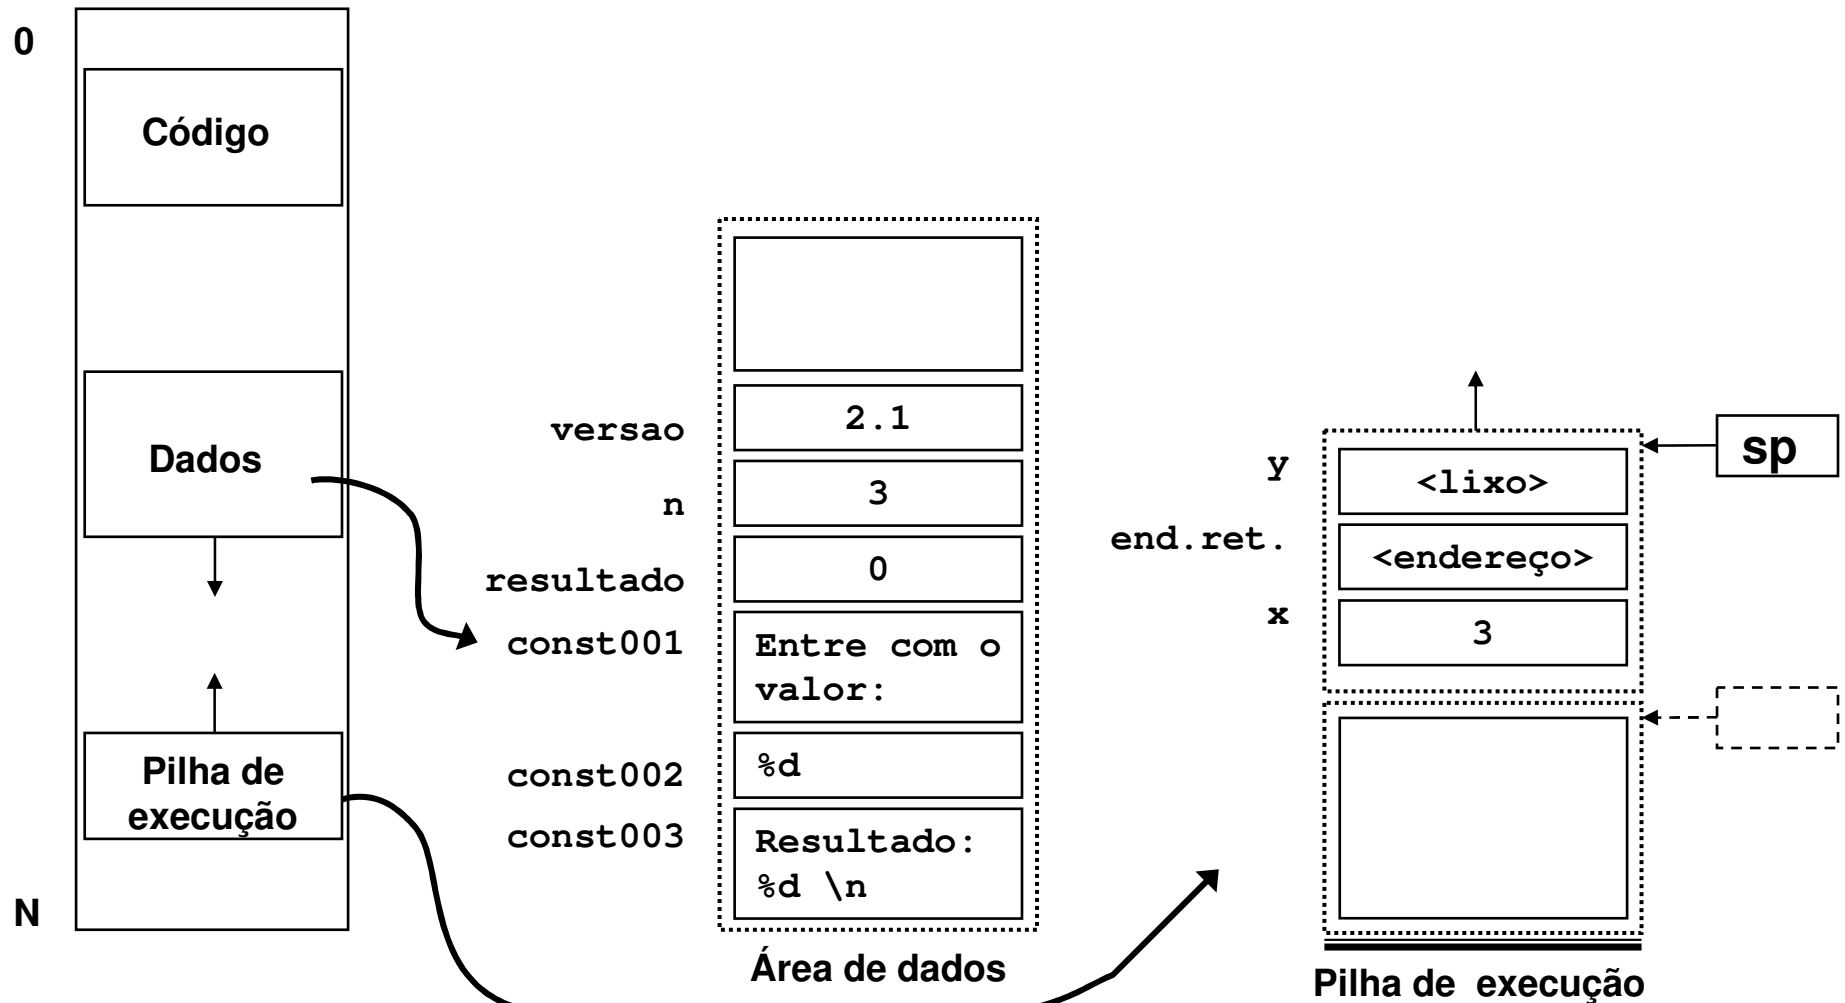 0
Código
Dados
Pilha de
execução
N
versao
2.1
n
3
resultado
0
const001
Entre com o
valor:
const002
%d
const003
Resultado:
%d \n
Área de dados
y
<lixo>
sp
end.ret.
<endereço>
x
3
Pilha de execução